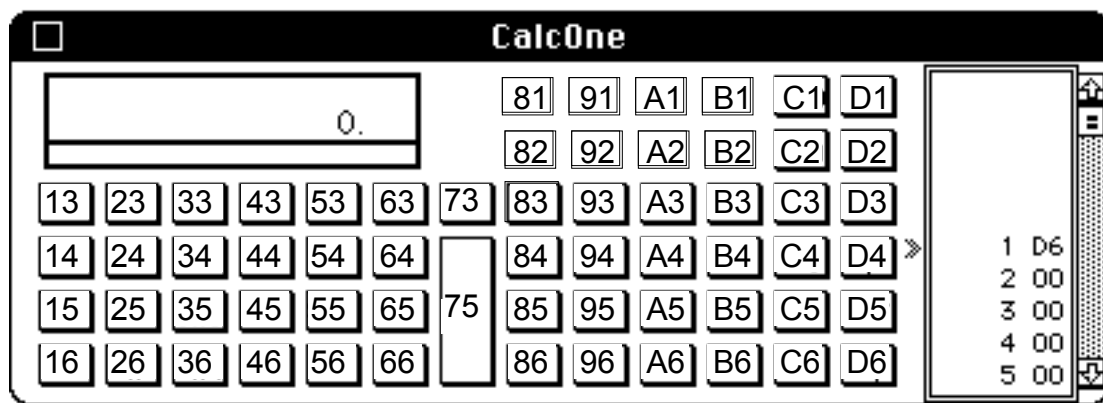 CalcOne
0.
81 91 A1 B1 C1 D1
82 92 A2 B2 C2 D2
13 23 33 43 53 63 73 83 93 A3 B3 C3 D3
14 24 34 44 54 64 84 94 A4 B4 C4 D4 » 1 D6
2 00
15 25 35 45 55 65 75 85 95 A5 B5 C5 D5 3 00
4 00
16 26 36 46 56 66 86 96 A6 B6 C6 D6 5 00